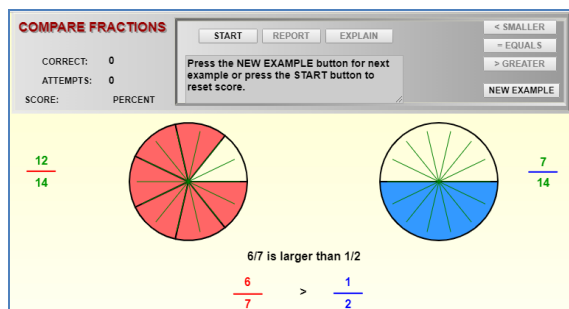 COMPARE FRACTIONS
CORRECT: 0
ATTEMPTS: 0
SCORE: PERCENT
START REPORT EXPLAIN
Press the NEW EXAMPLE button for next
example or press the START button to
reset score.
< SMALLER
= EQUALS
> GREATER
NEW EXAMPLE
12
14
7
14
6/7 is larger than 1/2
6
7
>
1
2